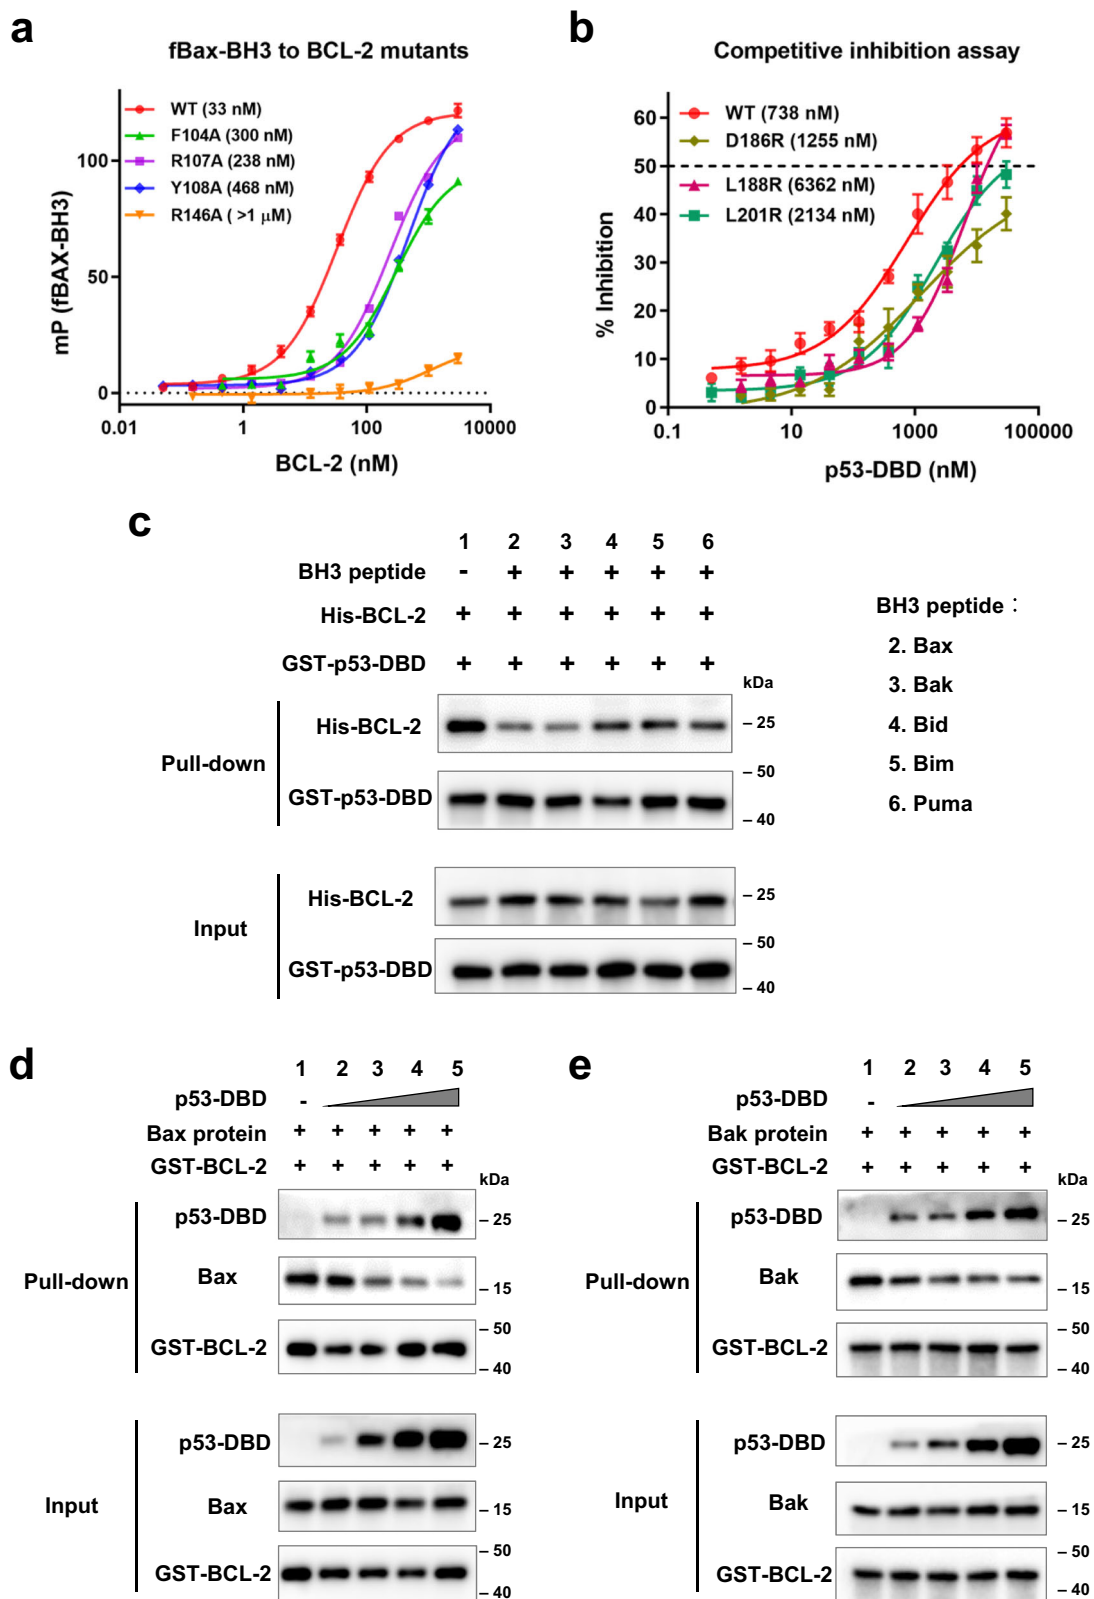 a
fBax-BH3 to BCL-2 mutants
WT (33 nM)
F104A (300 nM)
R107A (238 nM)
Y108A (468 nM)
R146A ( >1 μM)
mP (fBAX-BH3)
100
50
0
0.01
1
100
10000
BCL-2 (nM)
b
Competitive inhibition assay
WT (738 nM)
D186R (1255 nM)
L188R (6362 nM)
L201R (2134 nM)
% Inhibition
60
50
40
30
20
10
0
0.1
10
1000
100000
p53-DBD (nM)
c
1 2 3 4 5 6
BH3 peptide - + + + + +
His-BCL-2 + + + + + +
GST-p53-DBD + + + + + +
kDa
Pull-down
His-BCL-2 – 25
GST-p53-DBD – 50
– 40
Input
His-BCL-2 – 25
GST-p53-DBD – 50
– 40
BH3 peptide :
2. Bax
3. Bak
4. Bid
5. Bim
6. Puma
d
1 2 3 4 5
p53-DBD -
Bax protein + + + + +
GST-BCL-2 + + + + +
kDa
Pull-down
p53-DBD – 25
Bax – 15
GST-BCL-2 – 50
– 40
Input
p53-DBD – 25
Bax – 15
GST-BCL-2 – 50
– 40
e
1 2 3 4 5
p53-DBD -
Bak protein + + + + +
GST-BCL-2 + + + + +
kDa
Pull-down
p53-DBD – 25
Bak – 15
GST-BCL-2 – 50
– 40
Input
p53-DBD – 25
Bak – 15
GST-BCL-2 – 50
– 40